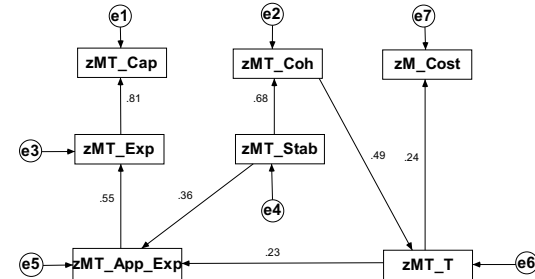 e1
e2
e7
zMT_Cap
zMT_Coh
zM_Cost
.81
.68
e3
zMT_Exp
zMT_Stab
.49
.24
.55
.36
e4
.23
e5
zMT_App_Exp
zMT_T
e6